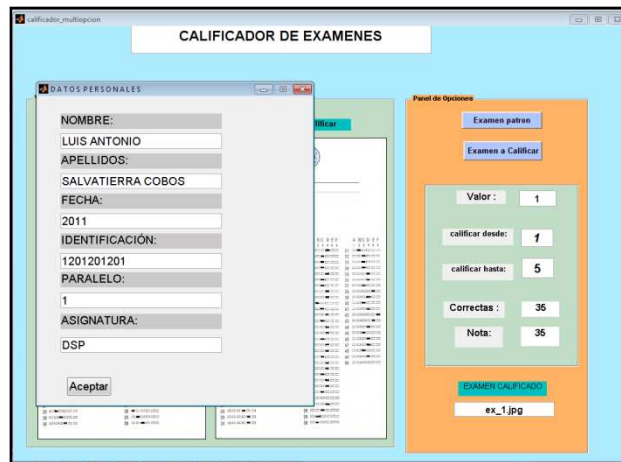 calificador_multiopcion
CALIFICADOR DE EXAMENES
DATOS PERSONALES
NOMBRE:
LUIS ANTONIO
APELLIDOS:
SALVATIERRA COBOS
FECHA:
2011
IDENTIFICACIÓN:
1201201201
PARALELO:
1
ASIGNATURA:
DSP
Aceptar
Panel de Opciones
Examen patron
Examen a Calificar
Valor : 1
calificar desde: 1
calificar hasta: 5
Correctas : 35
Nota: 35
EXAMEN CALIFICADO
ex_1.jpg